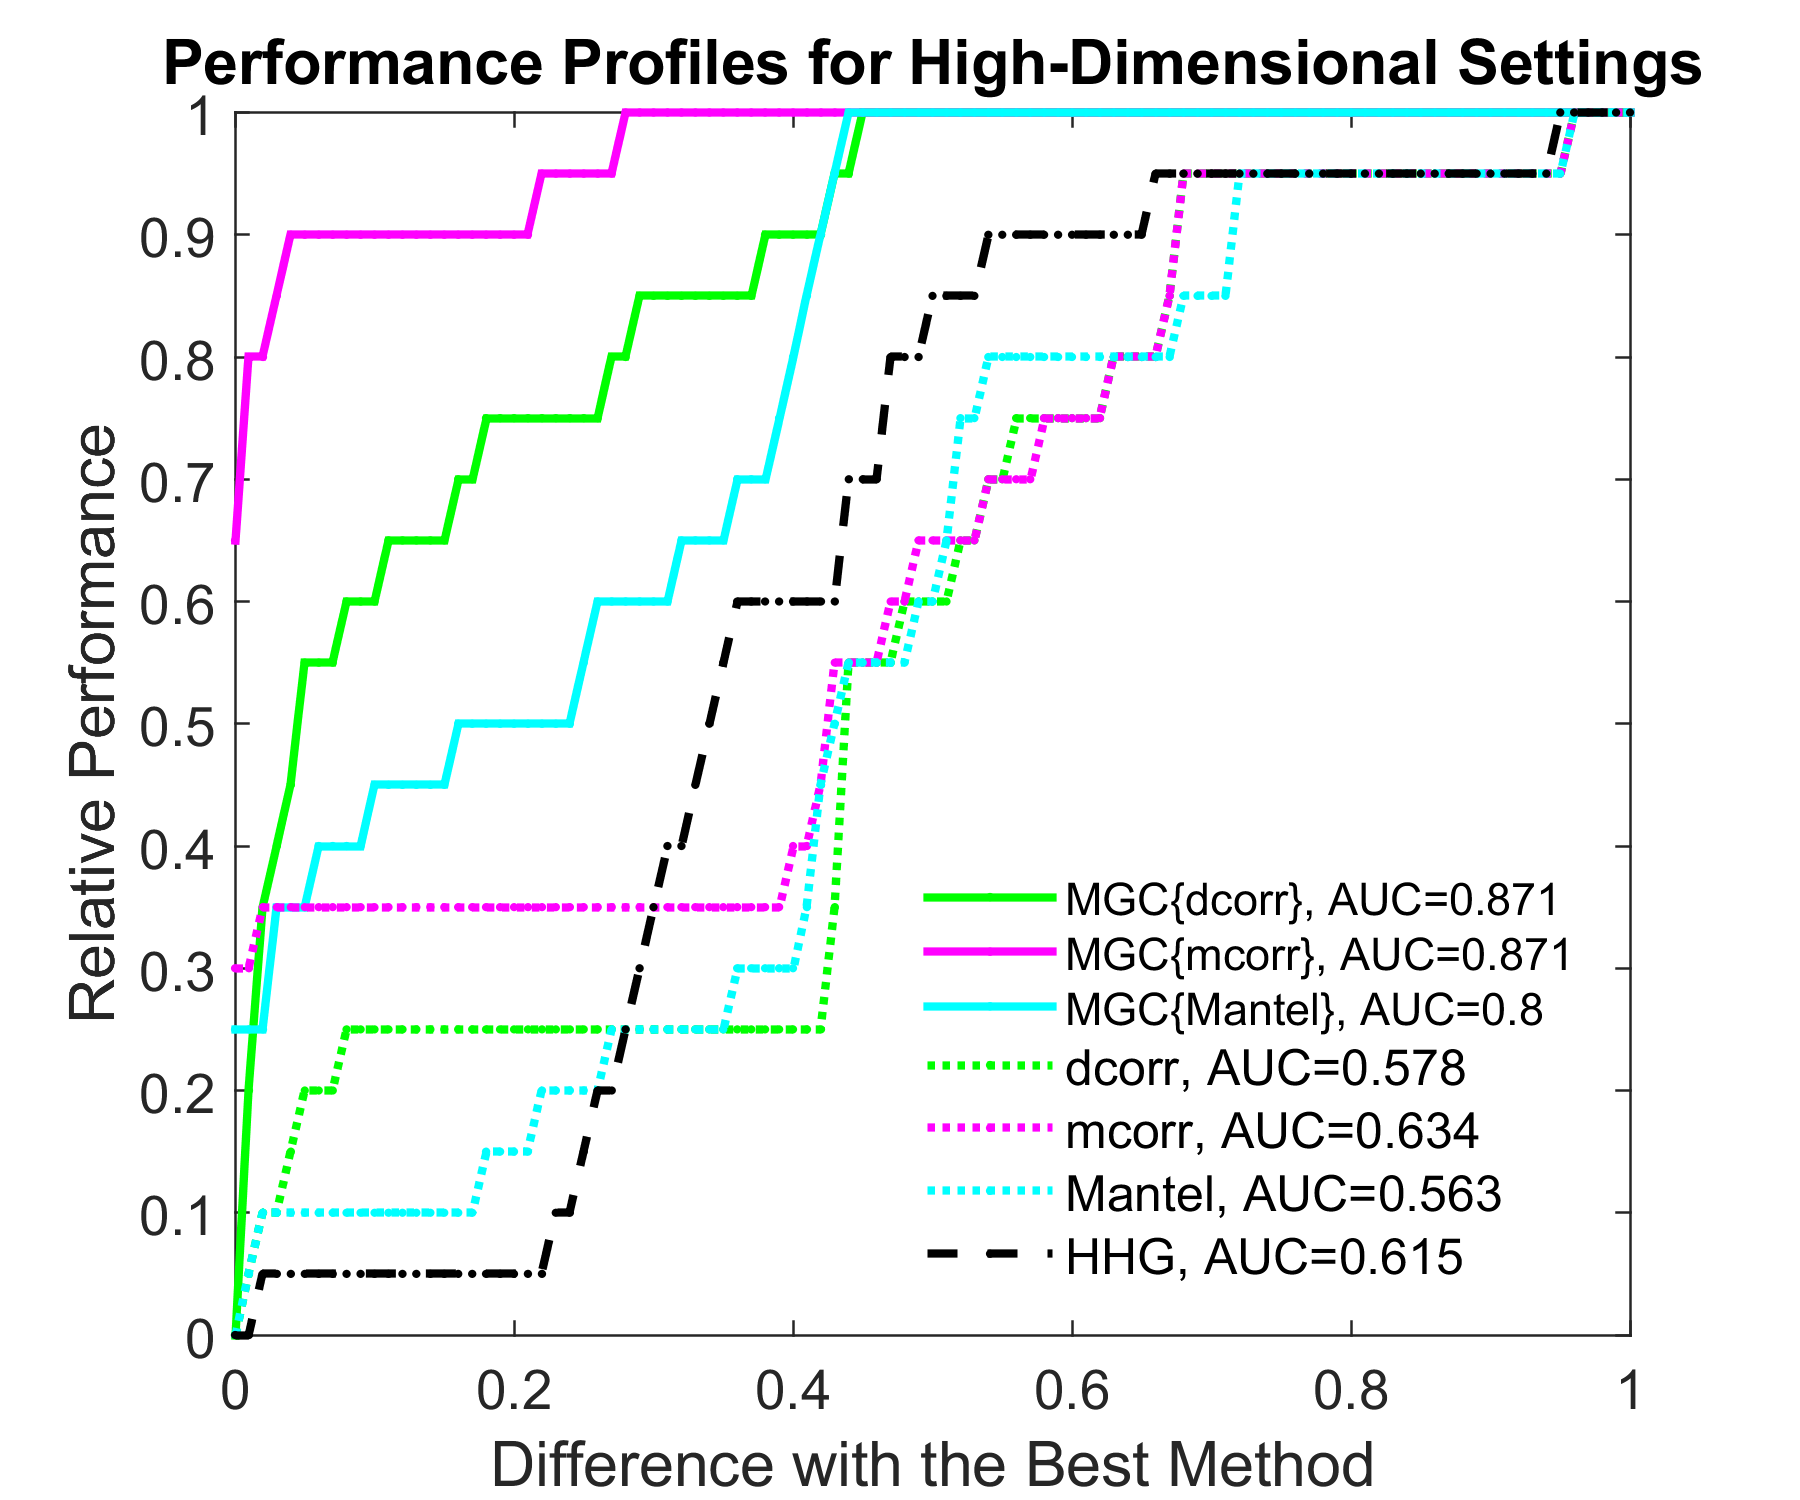 Performance Profiles for High-Dimensional Settings
1
0.9
0.8
0.7
0.6
0.5
0.4
0.3
0.2
0.1
0
Relative Performance
MGC{dcorr}, AUC=0.871
MGC{mcorr}, AUC=0.871
MGC{Mantel}, AUC=0.8
dcorr, AUC=0.578
mcorr, AUC=0.634
Mantel, AUC=0.563
HHG, AUC=0.615
0 0.2 0.4 0.6 0.8 1
Difference with the Best Method